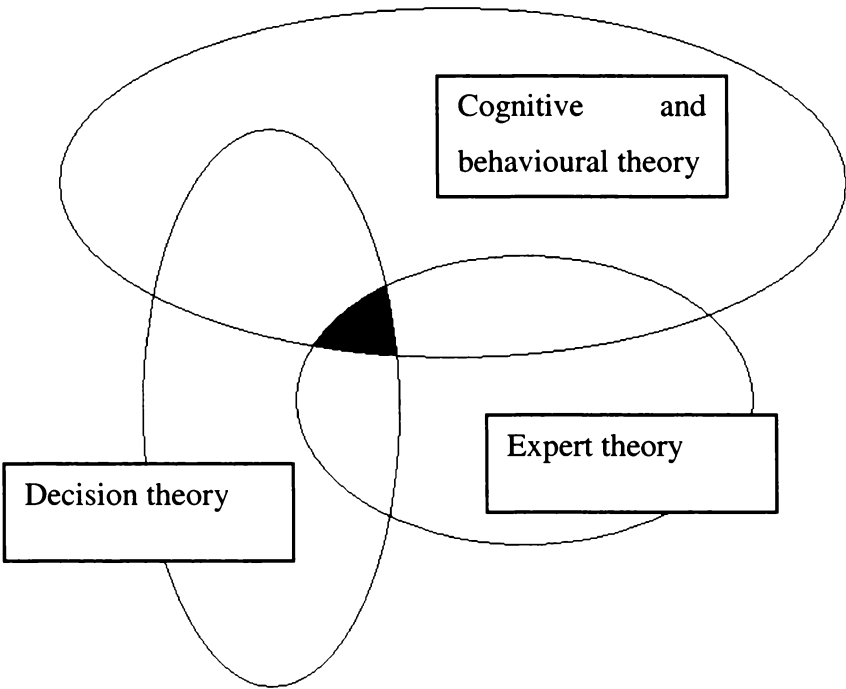 Cognitive and
behavioural theory
Expert theory
Decision theory